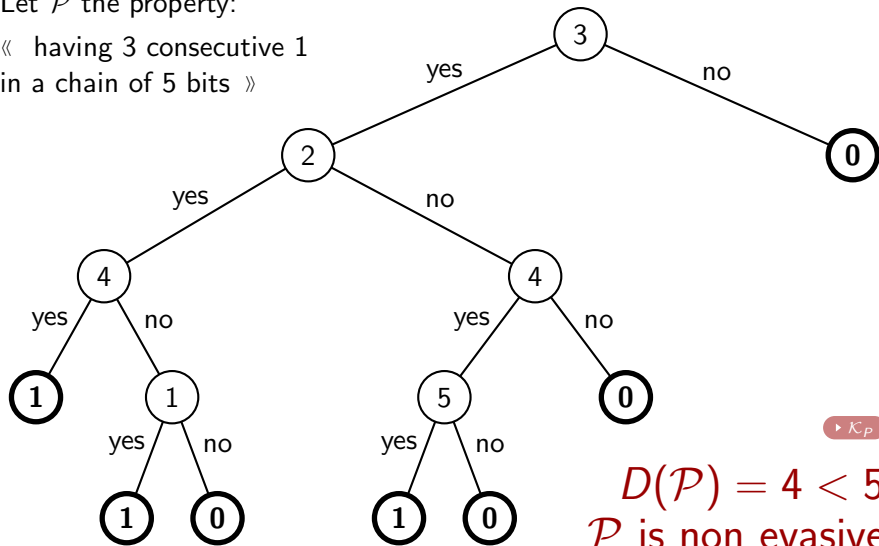 Let 𝒫 the property:
« having 3 consecutive 1
in a chain of 5 bits »
3
yes
no
2
0
yes
no
4
4
yes
no
yes
no
1
1
5
0
yes
no
yes
no
1
0
1
0
𝒦_P
D(𝒫) = 4 < 5
𝒫 is non evasive